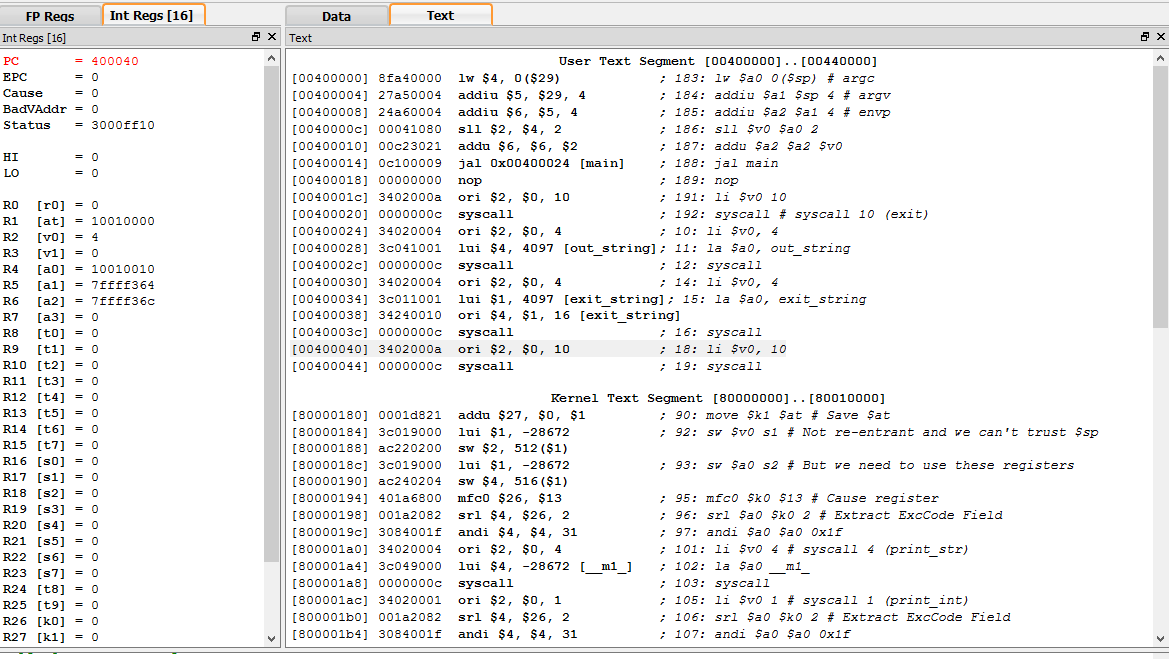 FP Regs
Int Regs [16]
Data
Text
Int Regs [16]
Text
PC = 400040
EPC = 0
Cause = 0
BadVAddr = 0
Status = 3000ff10
HI = 0
LO = 0
R0 [r0] = 0
R1 [at] = 10010000
R2 [v0] = 4
R3 [v1] = 0
R4 [a0] = 10010010
R5 [a1] = 7ffff364
R6 [a2] = 7ffff36c
R7 [a3] = 0
R8 [t0] = 0
R9 [t1] = 0
R10 [t2] = 0
R11 [t3] = 0
R12 [t4] = 0
R13 [t5] = 0
R14 [t6] = 0
R15 [t7] = 0
R16 [s0] = 0
R17 [s1] = 0
R18 [s2] = 0
R19 [s3] = 0
R20 [s4] = 0
R21 [s5] = 0
R22 [s6] = 0
R23 [s7] = 0
R24 [t8] = 0
R25 [t9] = 0
R26 [k0] = 0
R27 [k1] = 0
User Text Segment [00400000]..[00440000]
[00400000] 8fa40000 lw $4, 0($29) ; 183: lw $a0 0($sp) # argc
[00400004] 27a50004 addiu $5, $29, 4 ; 184: addiu $a1 $sp 4 # argv
[00400008] 24a60004 addiu $6, $5, 4 ; 185: addiu $a2 $a1 4 # envp
[0040000c] 00041080 sll $2, $4, 2 ; 186: sll $v0 $a0 2
[00400010] 00c23021 addu $6, $6, $2 ; 187: addu $a2 $a2 $v0
[00400014] 0c100009 jal 0x00400024 [main] ; 188: jal main
[00400018] 00000000 nop ; 189: nop
[0040001c] 3402000a ori $2, $0, 10 ; 191: li $v0 10
[00400020] 0000000c syscall ; 192: syscall # syscall 10 (exit)
[00400024] 34020004 ori $2, $0, 4 ; 10: li $v0, 4
[00400028] 3c041001 lui $4, 4097 [out_string]; 11: la $a0, out_string
[0040002c] 0000000c syscall ; 12: syscall
[00400030] 34020004 ori $2, $0, 4 ; 14: li $v0, 4
[00400034] 3c011001 lui $1, 4097 [exit_string]; 15: la $a0, exit_string
[00400038] 34240010 ori $4, $1, 16 [exit_string]
[0040003c] 0000000c syscall ; 16: syscall
[00400040] 3402000a ori $2, $0, 10 ; 18: li $v0, 10
[00400044] 0000000c syscall ; 19: syscall
Kernel Text Segment [80000000]..[80010000]
[80000180] 0001d821 addu $27, $0, $1 ; 90: move $k1 $at # Save $at
[80000184] 3c019000 lui $1, -28672 ; 92: sw $v0 s1 # Not re-entrant and we can't trust $sp
[80000188] ac220200 sw $2, 512($1)
[8000018c] 3c019000 lui $1, -28672 ; 93: sw $a0 s2 # But we need to use these registers
[80000190] ac240204 sw $4, 516($1)
[80000194] 401a6800 mfc0 $26, $13 ; 95: mfc0 $k0 $13 # Cause register
[80000198] 001a2082 srl $4, $26, 2 ; 96: srl $a0 $k0 2 # Extract ExcCode Field
[8000019c] 3084001f andi $4, $4, 31 ; 97: andi $a0 $a0 0x1f
[800001a0] 34020004 ori $2, $0, 4 ; 101: li $v0 4 # syscall 4 (print_str)
[800001a4] 3c049000 lui $4, -28672 [__m1_] ; 102: la $a0 __m1_
[800001a8] 0000000c syscall ; 103: syscall
[800001ac] 34020001 ori $2, $0, 1 ; 105: li $v0 1 # syscall 1 (print_int)
[800001b0] 001a2082 srl $4, $26, 2 ; 106: srl $a0 $k0 2 # Extract ExcCode Field
[800001b4] 3084001f andi $4, $4, 31 ; 107: andi $a0 $a0 0x1f